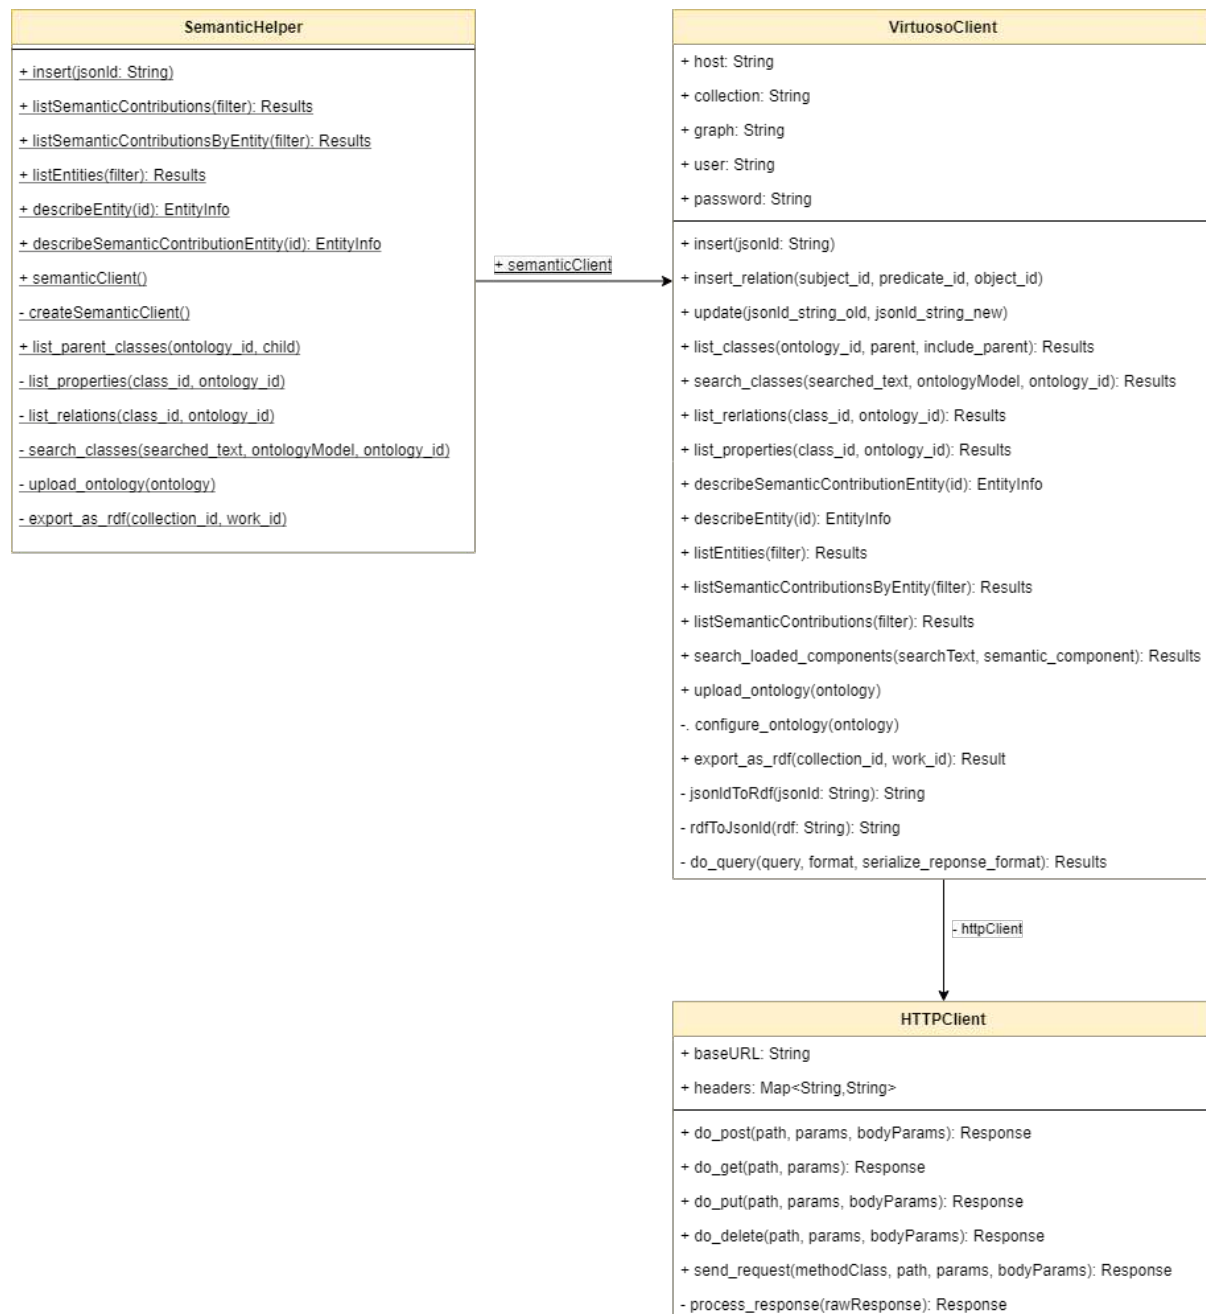 SemanticHelper
+ insert(jsonld: String)
+ listSemanticContributions(filter): Results
+ listSemanticContributionsByEntity(filter): Results
+ listEntities(filter): Results
+ describeEntity(id): EntityInfo
+ describeSemanticContributionEntity(id): EntityInfo
+ semanticClient()
- createSemanticClient()
+ list_parent_classes(ontology_id, child)
- list_properties(class_id, ontology_id)
- list_relations(class_id, ontology_id)
- search_classes(searched_text, ontologyModel, ontology_id)
- upload_ontology(ontology)
- export_as_rdf(collection_id, work_id)
+ semanticClient
VirtuosoClient
+ host: String
+ collection: String
+ graph: String
+ user: String
+ password: String
+ insert(jsonld: String)
+ insert_relation(subject_id, predicate_id, object_id)
+ update(jsonld_string_old, jsonld_string_new)
+ list_classes(ontology_id, parent, include_parent): Results
+ search_classes(searched_text, ontologyModel, ontology_id): Results
+ list_rerlations(class_id, ontology_id): Results
+ list_properties(class_id, ontology_id): Results
+ describeSemanticContributionEntity(id): EntityInfo
+ describeEntity(id): EntityInfo
+ listEntities(filter): Results
+ listSemanticContributionsByEntity(filter): Results
+ listSemanticContributions(filter): Results
+ search_loaded_components(searchText, semantic_component): Results
+ upload_ontology(ontology)
-. configure_ontology(ontology)
+ export_as_rdf(collection_id, work_id): Result
- jsonldToRdf(jsonld: String): String
- rdfToJsonld(rdf: String): String
- do_query(query, format, serialize_reponse_format): Results
- httpClient
HTTPClient
+ baseURL: String
+ headers: Map<String,String>
+ do_post(path, params, bodyParams): Response
+ do_get(path, params): Response
+ do_put(path, params, bodyParams): Response
+ do_delete(path, params, bodyParams): Response
+ send_request(methodClass, path, params, bodyParams): Response
- process_response(rawResponse): Response